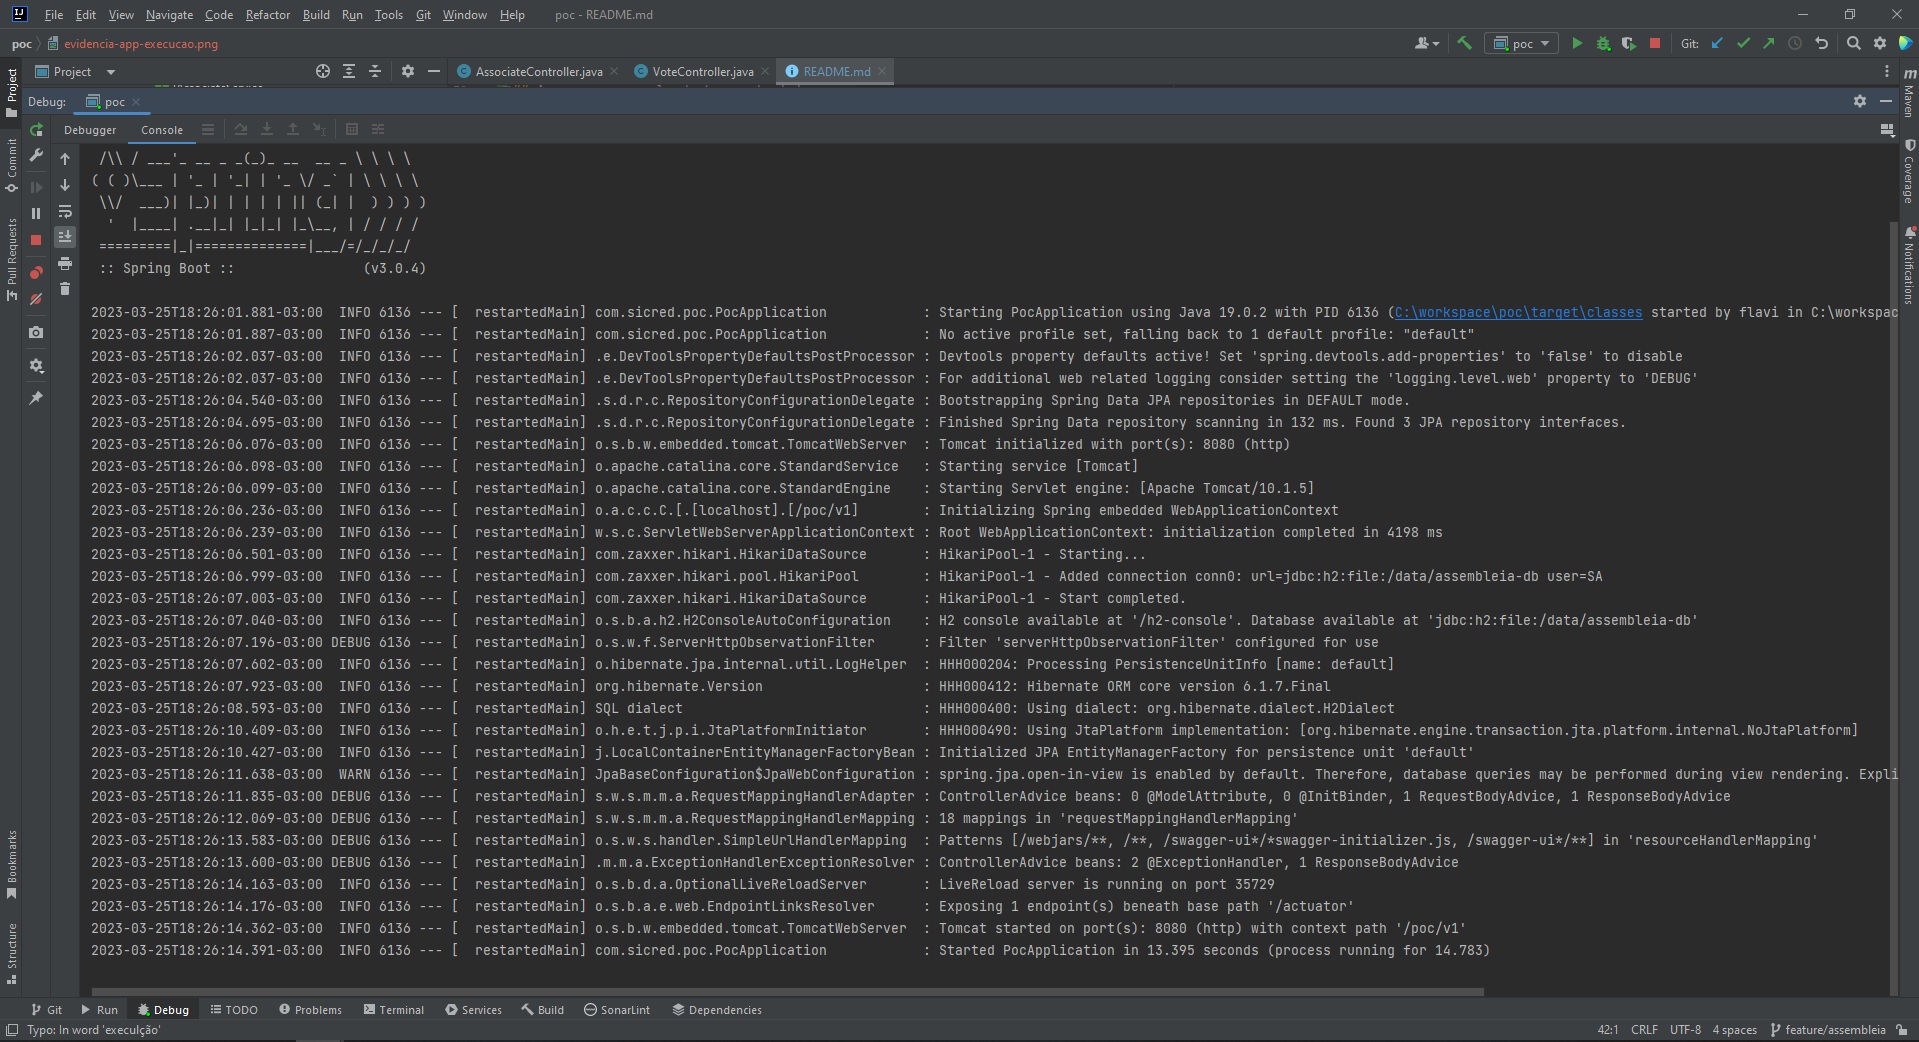 File Edit View Navigate Code Refactor Build Run Tools Git Window Help poc - README.md
poc evidencia-app-execucao.png poc Git:
Project AssociateController.java VoteController.java README.md
Debug: poc
Debugger Console
 /\\ / ___'_ __ _ _(_)_ __  __ _ \ \ \ \
( ( )\___ | '_ | '_| | '_ \/ _` | \ \ \ \
 \\/  ___)| |_)| | | | | || (_| |  ) ) ) )
  '  |____| .__|_| |_|_| |_\__, | / / / /
 =========|_|==============|___/=/_/_/_/
 :: Spring Boot ::                (v3.0.4)
2023-03-25T18:26:01.881-03:00  INFO 6136 --- [  restartedMain] com.sicred.poc.PocApplication            : Starting PocApplication using Java 19.0.2 with PID 6136 (C:\workspace\poc\target\classes started by flavi in C:\workspac
2023-03-25T18:26:01.887-03:00  INFO 6136 --- [  restartedMain] com.sicred.poc.PocApplication            : No active profile set, falling back to 1 default profile: "default"
2023-03-25T18:26:02.037-03:00  INFO 6136 --- [  restartedMain] .e.DevToolsPropertyDefaultsPostProcessor : Devtools property defaults active! Set 'spring.devtools.add-properties' to 'false' to disable
2023-03-25T18:26:02.037-03:00  INFO 6136 --- [  restartedMain] .e.DevToolsPropertyDefaultsPostProcessor : For additional web related logging consider setting the 'logging.level.web' property to 'DEBUG'
2023-03-25T18:26:04.540-03:00  INFO 6136 --- [  restartedMain] .s.d.r.c.RepositoryConfigurationDelegate : Bootstrapping Spring Data JPA repositories in DEFAULT mode.
2023-03-25T18:26:04.695-03:00  INFO 6136 --- [  restartedMain] .s.d.r.c.RepositoryConfigurationDelegate : Finished Spring Data repository scanning in 132 ms. Found 3 JPA repository interfaces.
2023-03-25T18:26:06.076-03:00  INFO 6136 --- [  restartedMain] o.s.b.w.embedded.tomcat.TomcatWebServer  : Tomcat initialized with port(s): 8080 (http)
2023-03-25T18:26:06.098-03:00  INFO 6136 --- [  restartedMain] o.apache.catalina.core.StandardService   : Starting service [Tomcat]
2023-03-25T18:26:06.099-03:00  INFO 6136 --- [  restartedMain] o.apache.catalina.core.StandardEngine    : Starting Servlet engine: [Apache Tomcat/10.1.5]
2023-03-25T18:26:06.236-03:00  INFO 6136 --- [  restartedMain] o.a.c.c.C.[.[localhost].[/poc/v1]        : Initializing Spring embedded WebApplicationContext
2023-03-25T18:26:06.239-03:00  INFO 6136 --- [  restartedMain] w.s.c.ServletWebServerApplicationContext : Root WebApplicationContext: initialization completed in 4198 ms
2023-03-25T18:26:06.501-03:00  INFO 6136 --- [  restartedMain] com.zaxxer.hikari.HikariDataSource       : HikariPool-1 - Starting...
2023-03-25T18:26:06.999-03:00  INFO 6136 --- [  restartedMain] com.zaxxer.hikari.pool.HikariPool        : HikariPool-1 - Added connection conn0: url=jdbc:h2:file:/data/assembleia-db user=SA
2023-03-25T18:26:07.003-03:00  INFO 6136 --- [  restartedMain] com.zaxxer.hikari.HikariDataSource       : HikariPool-1 - Start completed.
2023-03-25T18:26:07.040-03:00  INFO 6136 --- [  restartedMain] o.s.b.a.h2.H2ConsoleAutoConfiguration    : H2 console available at '/h2-console'. Database available at 'jdbc:h2:file:/data/assembleia-db'
2023-03-25T18:26:07.196-03:00 DEBUG 6136 --- [  restartedMain] o.s.w.f.ServerHttpObservationFilter      : Filter 'serverHttpObservationFilter' configured for use
2023-03-25T18:26:07.602-03:00  INFO 6136 --- [  restartedMain] o.hibernate.jpa.internal.util.LogHelper  : HHH000204: Processing PersistenceUnitInfo [name: default]
2023-03-25T18:26:07.923-03:00  INFO 6136 --- [  restartedMain] org.hibernate.Version                    : HHH000412: Hibernate ORM core version 6.1.7.Final
2023-03-25T18:26:08.593-03:00  INFO 6136 --- [  restartedMain] SQL dialect                              : HHH000400: Using dialect: org.hibernate.dialect.H2Dialect
2023-03-25T18:26:10.409-03:00  INFO 6136 --- [  restartedMain] o.h.e.t.j.p.i.JtaPlatformInitiator       : HHH000490: Using JtaPlatform implementation: [org.hibernate.engine.transaction.jta.platform.internal.NoJtaPlatform]
2023-03-25T18:26:10.427-03:00  INFO 6136 --- [  restartedMain] j.LocalContainerEntityManagerFactoryBean : Initialized JPA EntityManagerFactory for persistence unit 'default'
2023-03-25T18:26:11.638-03:00  WARN 6136 --- [  restartedMain] JpaBaseConfiguration$JpaWebConfiguration : spring.jpa.open-in-view is enabled by default. Therefore, database queries may be performed during view rendering. Expli
2023-03-25T18:26:11.835-03:00 DEBUG 6136 --- [  restartedMain] s.w.s.m.m.a.RequestMappingHandlerAdapter : ControllerAdvice beans: 0 @ModelAttribute, 0 @InitBinder, 1 RequestBodyAdvice, 1 ResponseBodyAdvice
2023-03-25T18:26:12.069-03:00 DEBUG 6136 --- [  restartedMain] s.w.s.m.m.a.RequestMappingHandlerMapping : 18 mappings in 'requestMappingHandlerMapping'
2023-03-25T18:26:13.583-03:00 DEBUG 6136 --- [  restartedMain] o.s.w.s.handler.SimpleUrlHandlerMapping  : Patterns [/webjars/**, /**, /swagger-ui*/*swagger-initializer.js, /swagger-ui*/**] in 'resourceHandlerMapping'
2023-03-25T18:26:13.600-03:00 DEBUG 6136 --- [  restartedMain] .m.m.a.ExceptionHandlerExceptionResolver : ControllerAdvice beans: 2 @ExceptionHandler, 1 ResponseBodyAdvice
2023-03-25T18:26:14.163-03:00  INFO 6136 --- [  restartedMain] o.s.b.d.a.OptionalLiveReloadServer       : LiveReload server is running on port 35729
2023-03-25T18:26:14.176-03:00  INFO 6136 --- [  restartedMain] o.s.b.a.e.web.EndpointLinksResolver      : Exposing 1 endpoint(s) beneath base path '/actuator'
2023-03-25T18:26:14.362-03:00  INFO 6136 --- [  restartedMain] o.s.b.w.embedded.tomcat.TomcatWebServer  : Tomcat started on port(s): 8080 (http) with context path '/poc/v1'
2023-03-25T18:26:14.391-03:00  INFO 6136 --- [  restartedMain] com.sicred.poc.PocApplication            : Started PocApplication in 13.395 seconds (process running for 14.783)
Project
Commit
Pull Requests
Bookmarks
Structure
Maven
Coverage
Notifications
Git Run Debug TODO Problems Terminal Services Build SonarLint Dependencies
Typo: In word 'execulção' 42:1 CRLF UTF-8 4 spaces feature/assembleia